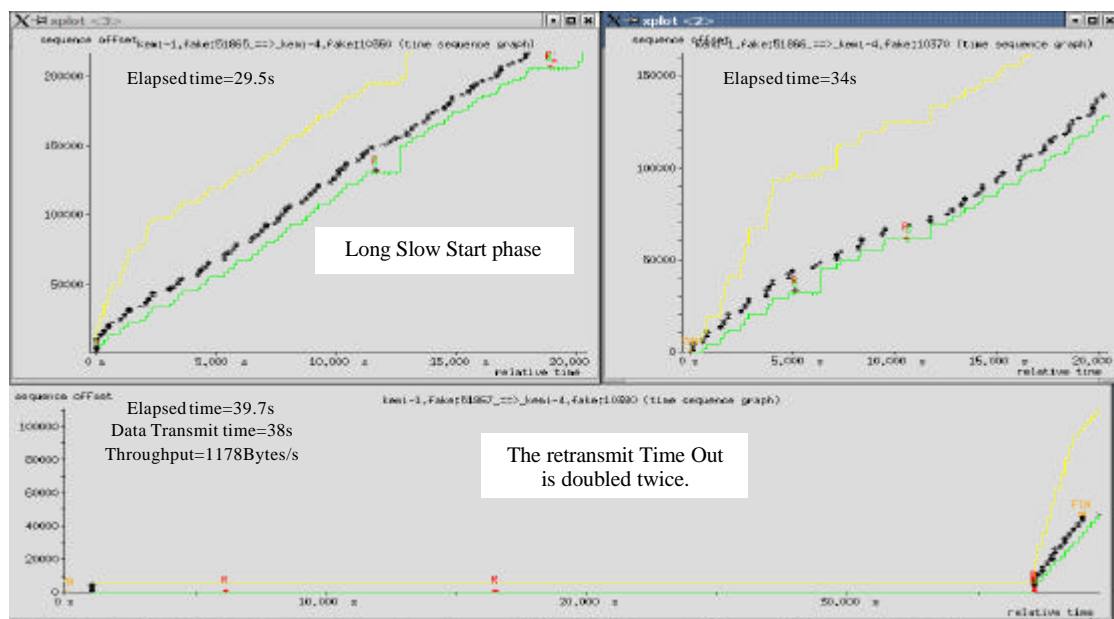 xplot <3>
sequence offset
kemi-1.fake:51865_==>_kemi-4.fake:10360 (time sequence graph)
Elapsed time=29.5s
200000
150000
100000
50000
0
Long Slow Start phase
R
R
0 s
5.000 s
10.000 s
15.000 s
20.000
relative time
xplot <2>
sequence offset
kemi-1.fake:51866_==>_kemi-4.fake:10370 (time sequence graph)
Elapsed time=34s
150000
100000
50000
0
R
R
0 s
5.000 s
10.000 s
15.000 s
20.000
relative time
sequence offset
kemi-1.fake:51867_==>_kemi-4.fake:10380 (time sequence graph)
Elapsed time=39.7s
Data Transmit time=38s
Throughput=1178Bytes/s
The retransmit Time Out
is doubled twice.
100000
80000
60000
40000
20000
0
R
R
R
FIN
0 s
10.000 s
20.000 s
relative time